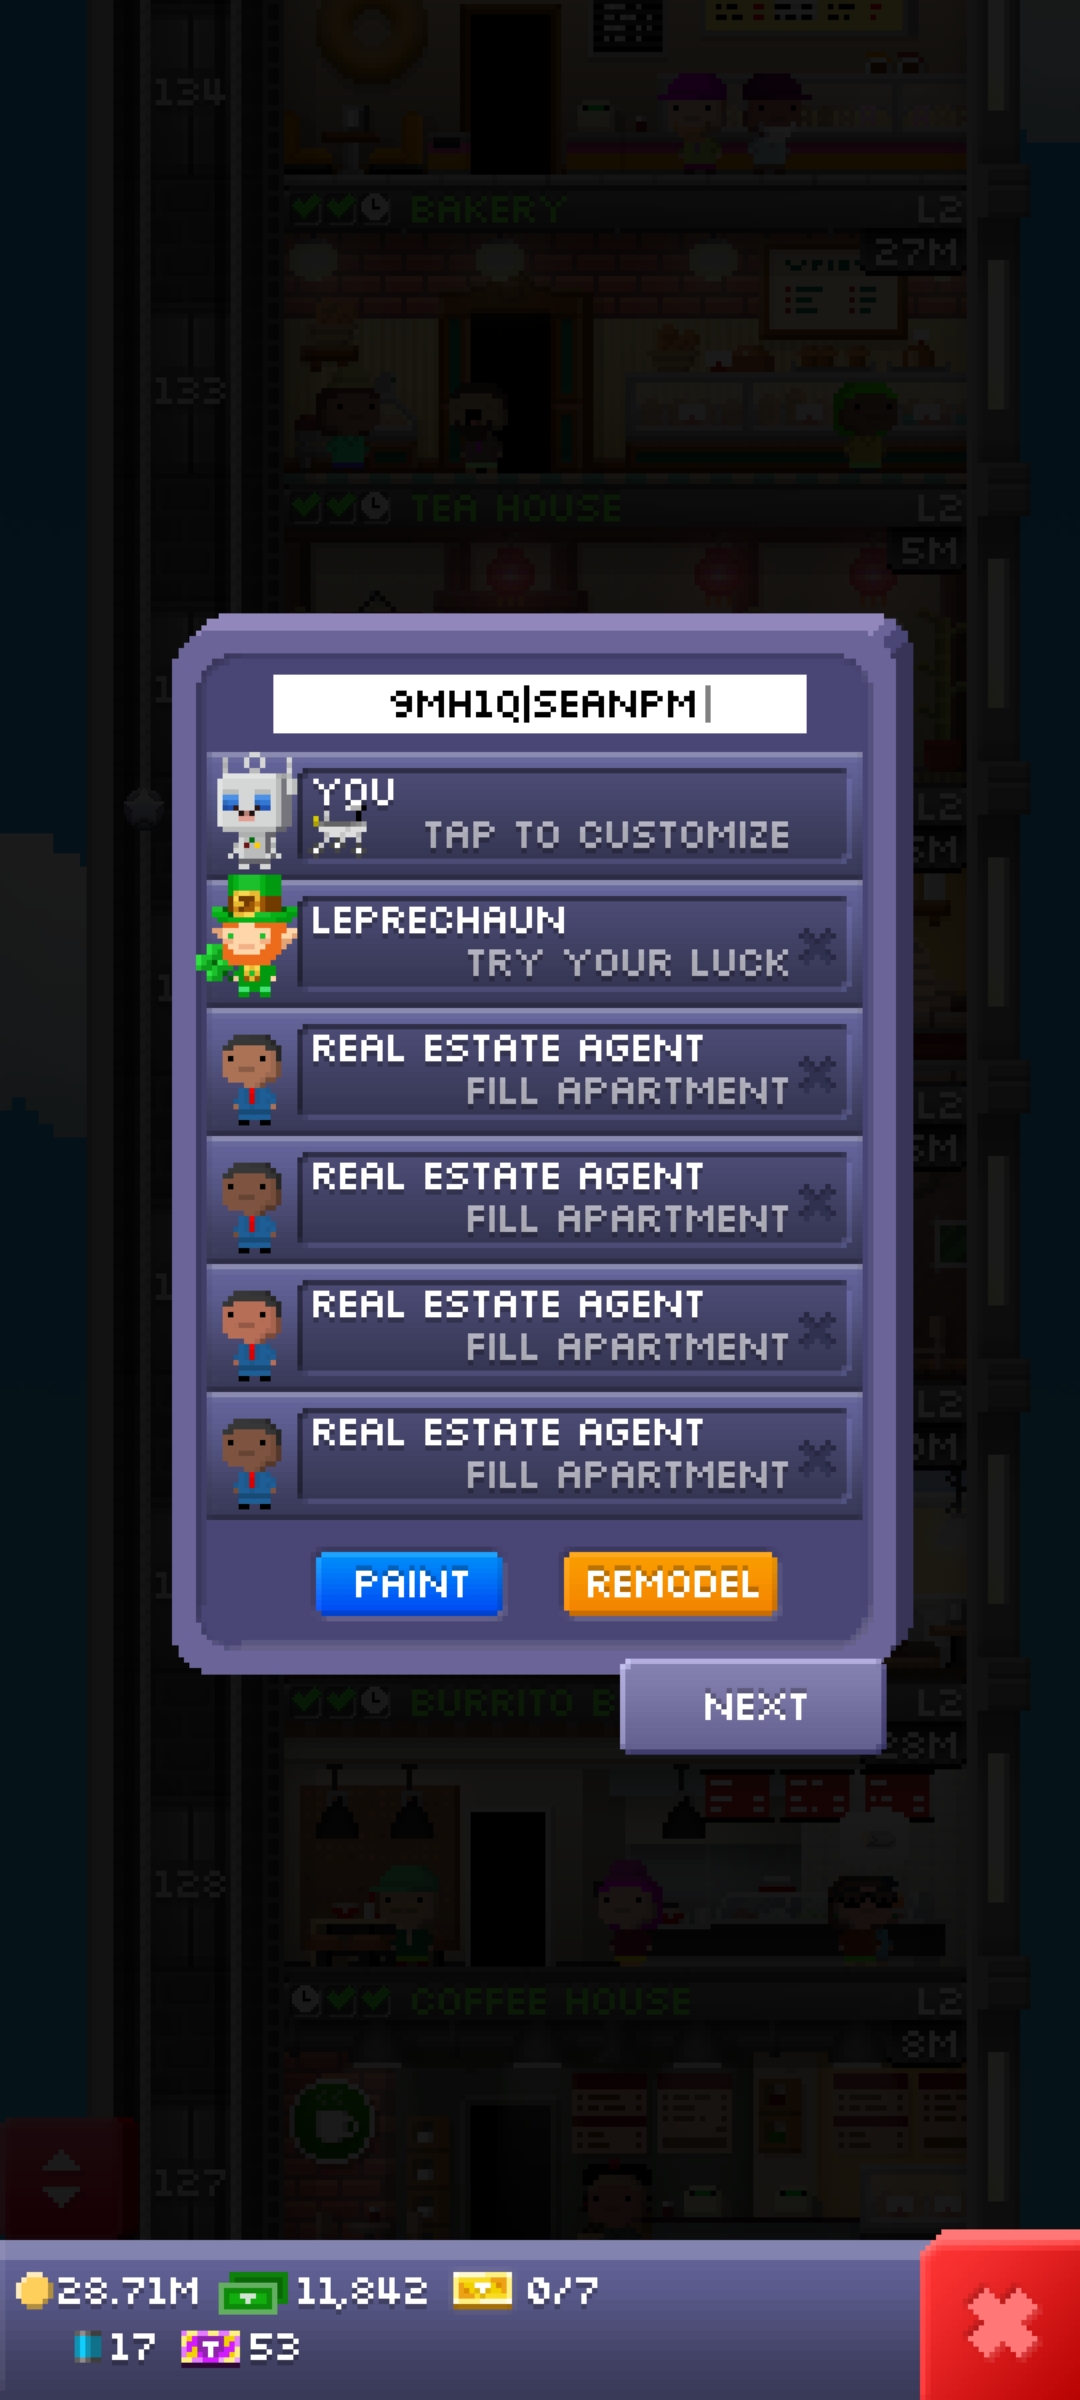 134
BAKERY L2
27M
133
TEA HOUSE L2
5M
9MH1Q|SEANPM
YOU
TAP TO CUSTOMIZE
LEPRECHAUN
TRY YOUR LUCK
REAL ESTATE AGENT
FILL APARTMENT
REAL ESTATE AGENT
FILL APARTMENT
REAL ESTATE AGENT
FILL APARTMENT
REAL ESTATE AGENT
FILL APARTMENT
PAINT REMODEL
NEXT
BURRITO B L2
28M
128
COFFEE HOUSE L2
8M
127
28.71M 11,842 0/7
17 T 53